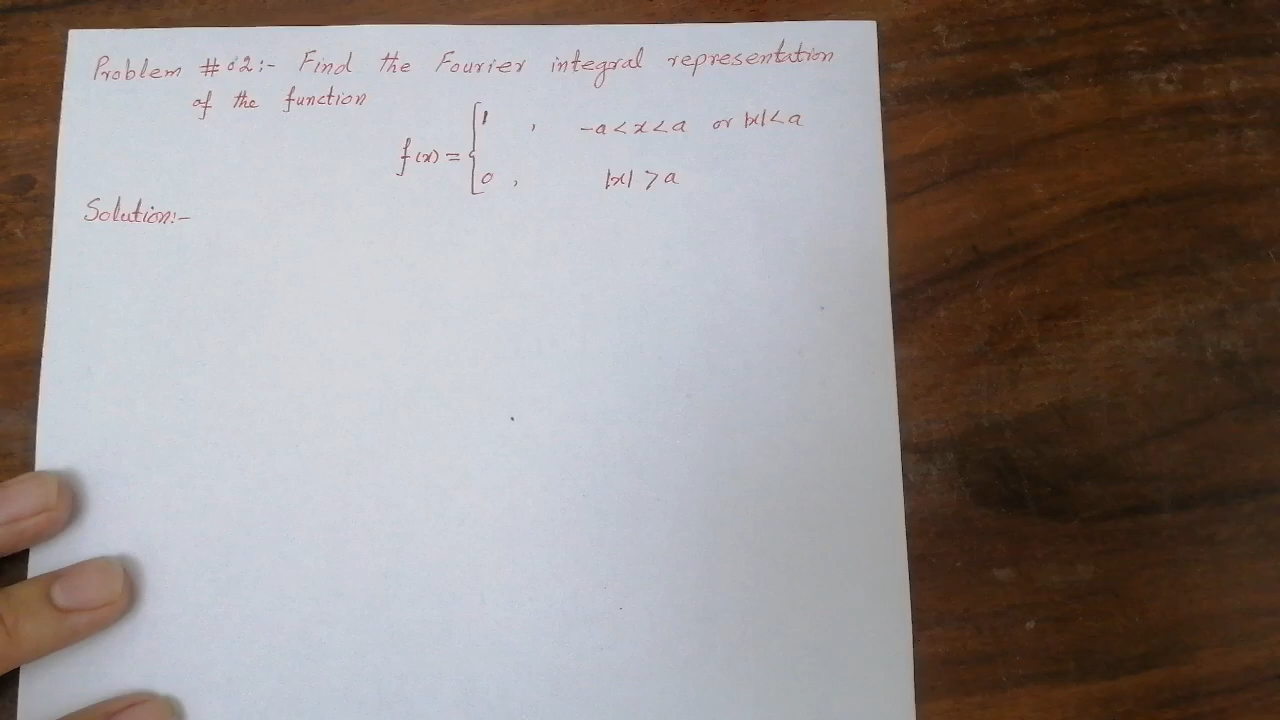 Problem #02:- Find the Fourier integral representation
of the function
f(x) = { 1 , -a<x<a or |x|<a
0 , |x| >a
Solution:-